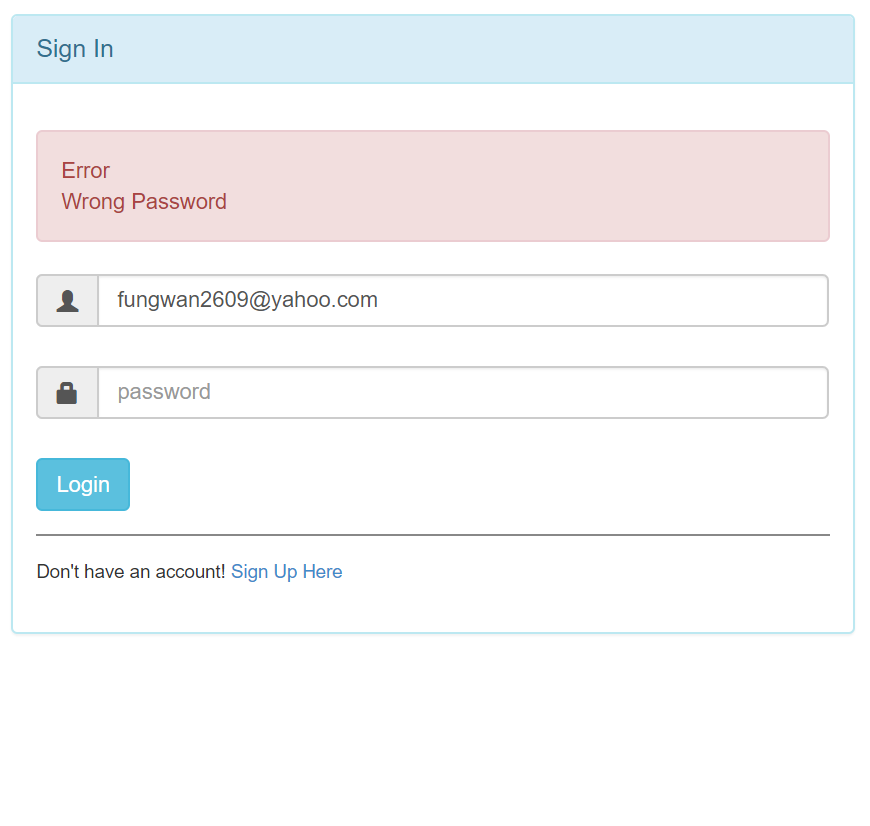 Sign In
Error
Wrong Password
fungwan2609@yahoo.com
password
Login
Don't have an account! Sign Up Here